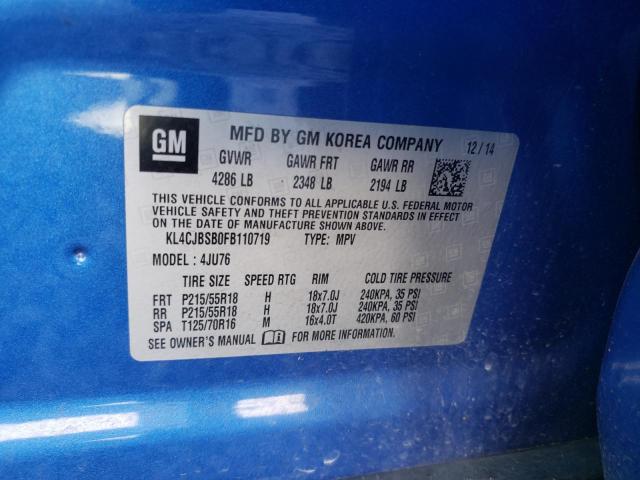 GM
MFD BY GM KOREA COMPANY 12/14
GVWR GAWR FRT GAWR RR
4286 LB 2348 LB 2194 LB
THIS VEHICLE CONFORMS TO ALL APPLICABLE U.S. FEDERAL MOTOR
VEHICLE SAFETY AND THEFT PREVENTION STANDARDS IN EFFECT
ON THE DATE OF MANUFACTURE SHOWN ABOVE.
KL4CJBSB0FB110719 TYPE: MPV
MODEL: 4JU76
TIRE SIZE SPEED RTG RIM COLD TIRE PRESSURE
FRT P215/55R18 H 18x7.0J 240KPA, 35 PSI
RR P215/55R18 H 18x7.0J 240KPA, 35 PSI
SPA T125/70R16 M 16x4.0T 420KPA, 60 PSI
SEE OWNER'S MANUAL FOR MORE INFORMATION.